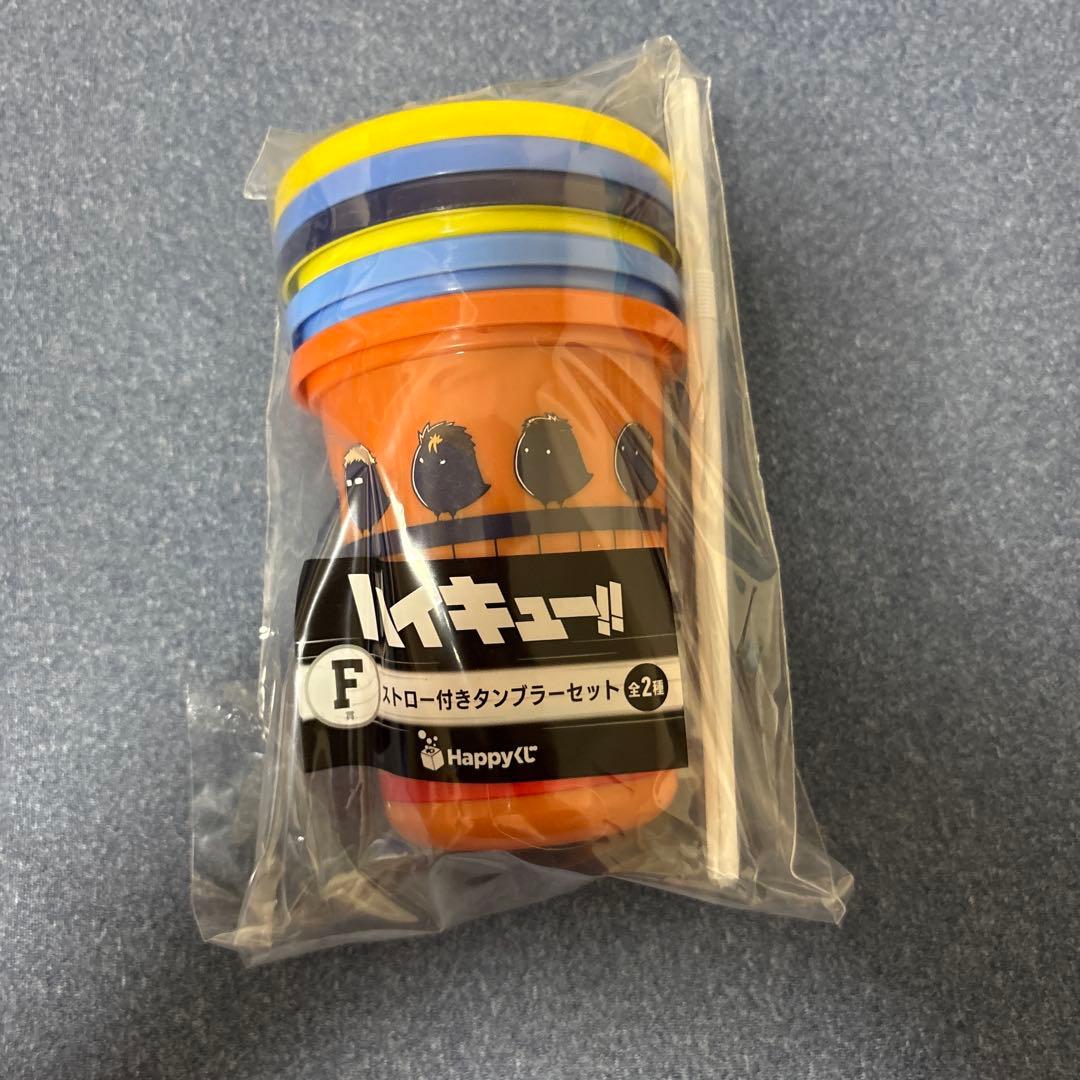 ハイキュー!!
F
賞
ストロー付きタンブラーセット 全2種
Happyくじ